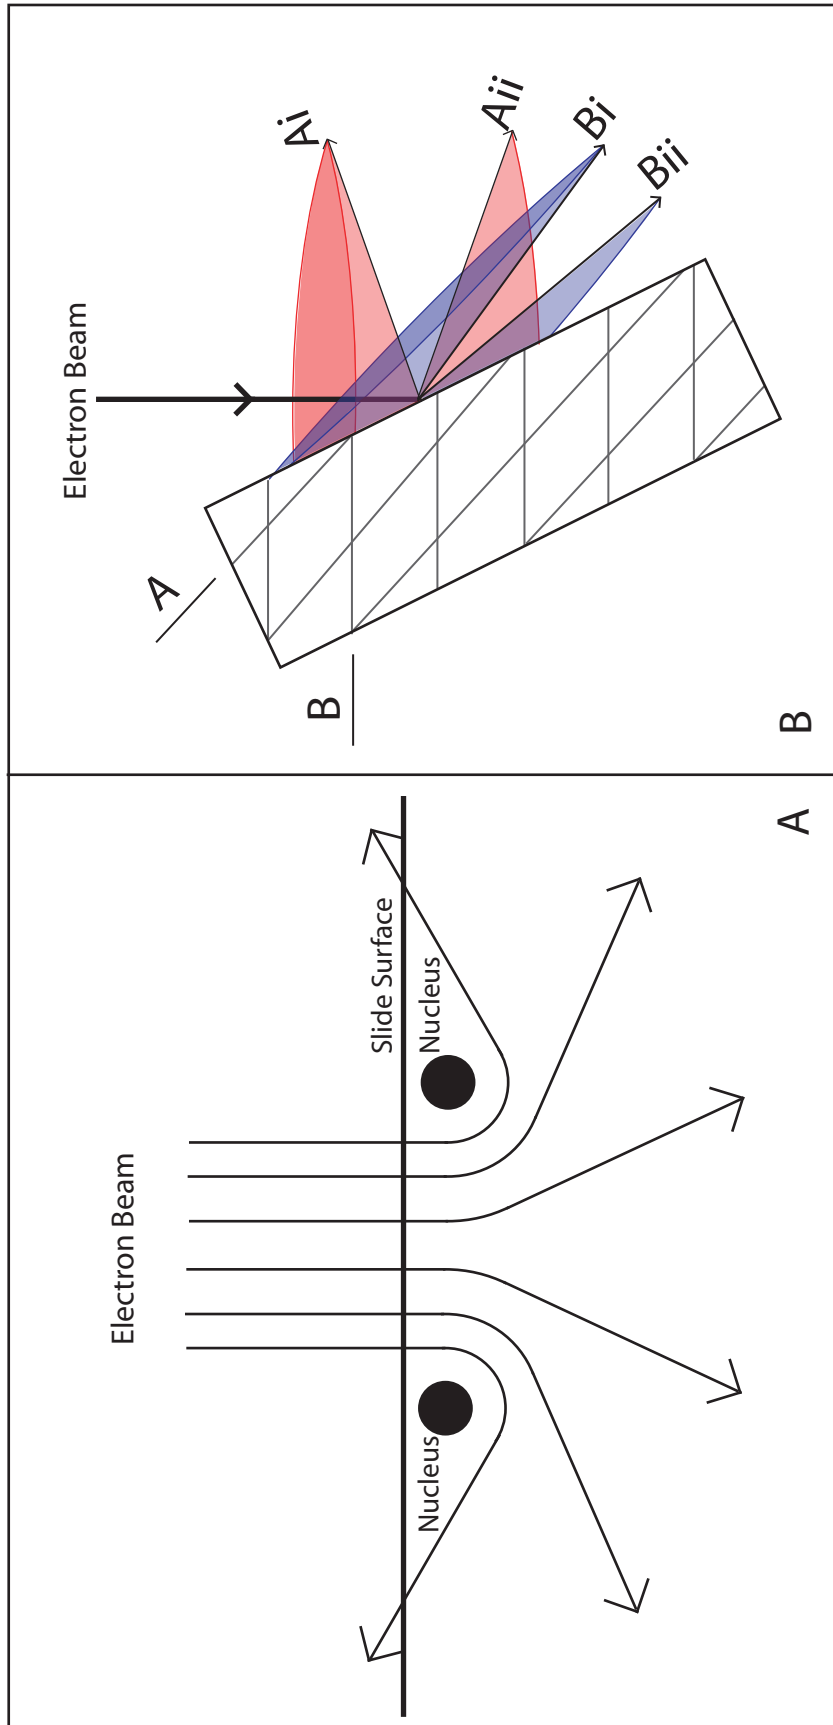 Electron Beam
Slide Surface
Nucleus
Nucleus
A
Electron Beam
A
B
Ai
Aii
Bi
Bii
B